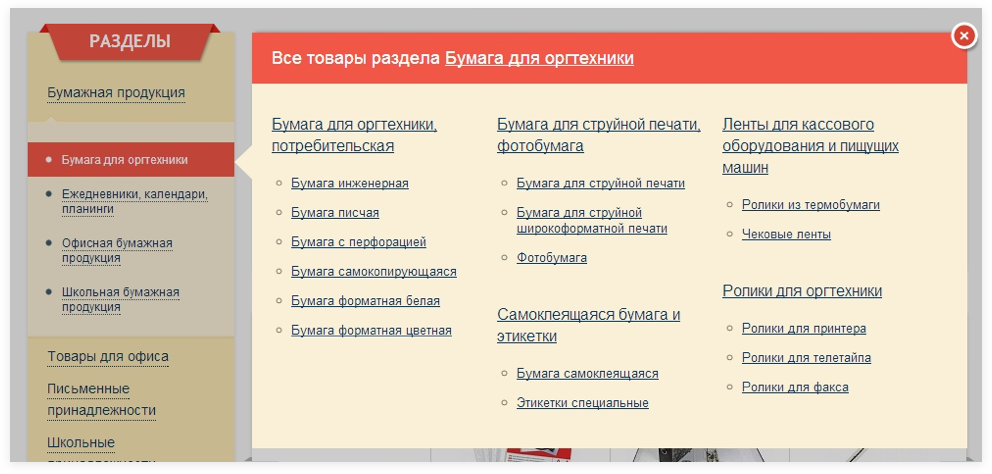 РАЗДЕЛЫ
Бумажная продукция
Бумага для оргтехники
Ежедневники, календари,
планинги
Офисная бумажная
продукция
Школьная бумажная
продукция
Товары для офиса
Письменные
принадлежности
Школьные
принадлежности
Все товары раздела Бумага для оргтехники
Бумага для оргтехники,
потребительская
Бумага инженерная
Бумага писчая
Бумага с перфорацией
Бумага самокопирующаяся
Бумага форматная белая
Бумага форматная цветная
Бумага для струйной печати,
фотобумага
Бумага для струйной печати
Бумага для струйной
широкоформатной печати
Фотобумага
Самоклеящаяся бумага и
этикетки
Бумага самоклеящаяся
Этикетки специальные
Ленты для кассового
оборудования и пищущих
машин
Ролики из термобумаги
Чековые ленты
Ролики для оргтехники
Ролики для принтера
Ролики для телетайпа
Ролики для факса